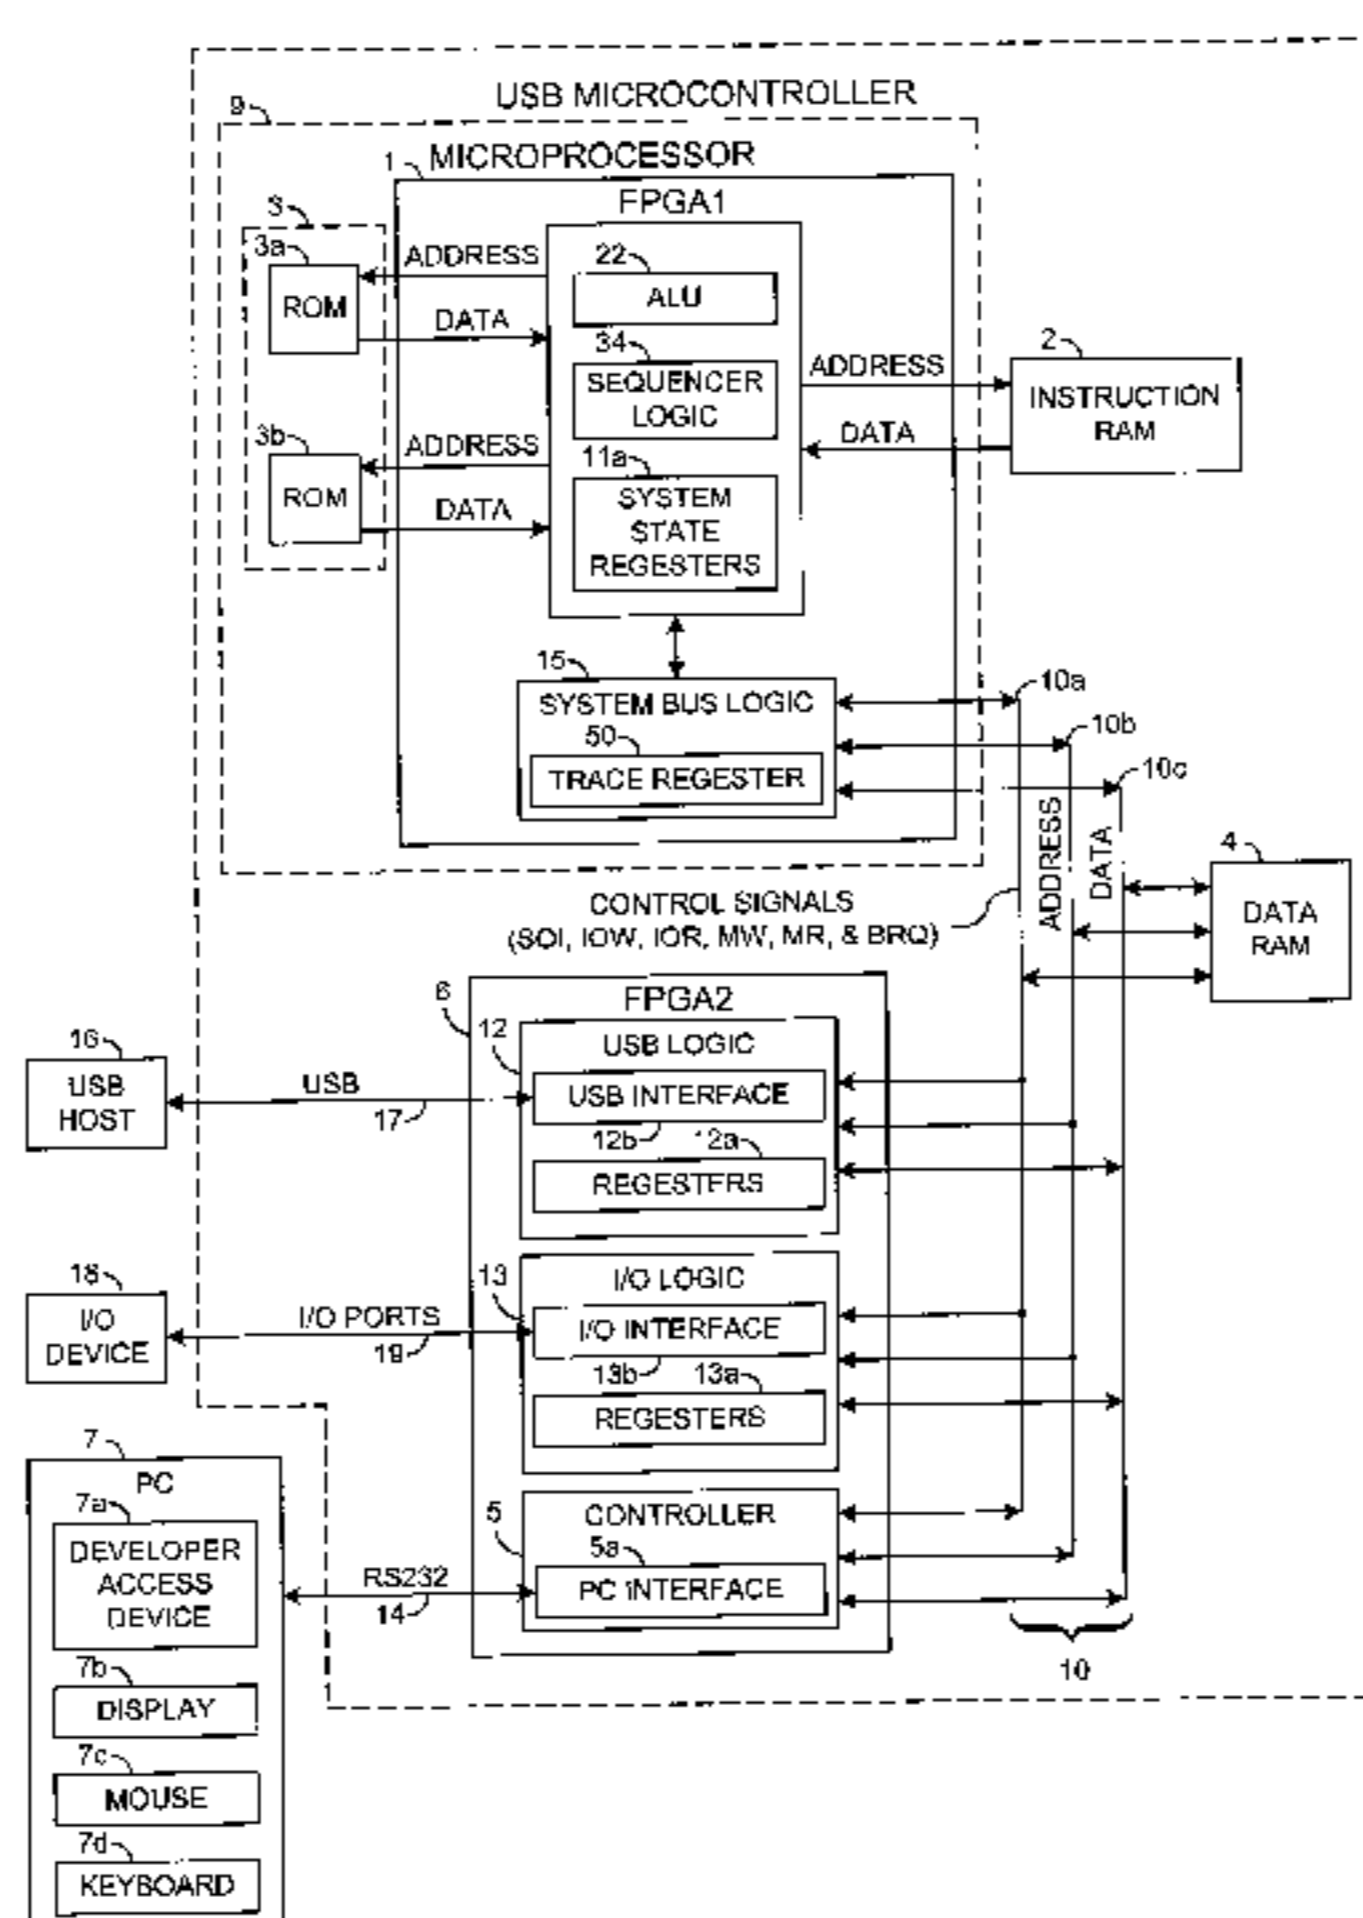 USB MICROCONTROLLER
9
MICROPROCESSOR
1
FPGA1
3
3a
ROM
ADDRESS
DATA
3b
ROM
ADDRESS
DATA
22
ALU
34
SEQUENCER
LOGIC
11a
SYSTEM
STATE
REGESTERS
ADDRESS
DATA
2
INSTRUCTION
RAM
15
SYSTEM BUS LOGIC
50
TRACE REGESTER
10a
10b
10c
ADDRESS
DATA
4
DATA
RAM
CONTROL SIGNALS
(SOI, IOW, IOR, MW, MR, & BRQ)
6
FPGA2
12
USB LOGIC
USB INTERFACE
12b
12a
REGESTERS
16
USB
HOST
USB
17
13
I/O LOGIC
I/O INTERFACE
13b
13a
REGESTERS
18
I/O
DEVICE
I/O PORTS
19
5
CONTROLLER
5a
PC INTERFACE
RS232
14
10
7
PC
7a
DEVELOPER
ACCESS
DEVICE
7b
DISPLAY
7c
MOUSE
7d
KEYBOARD